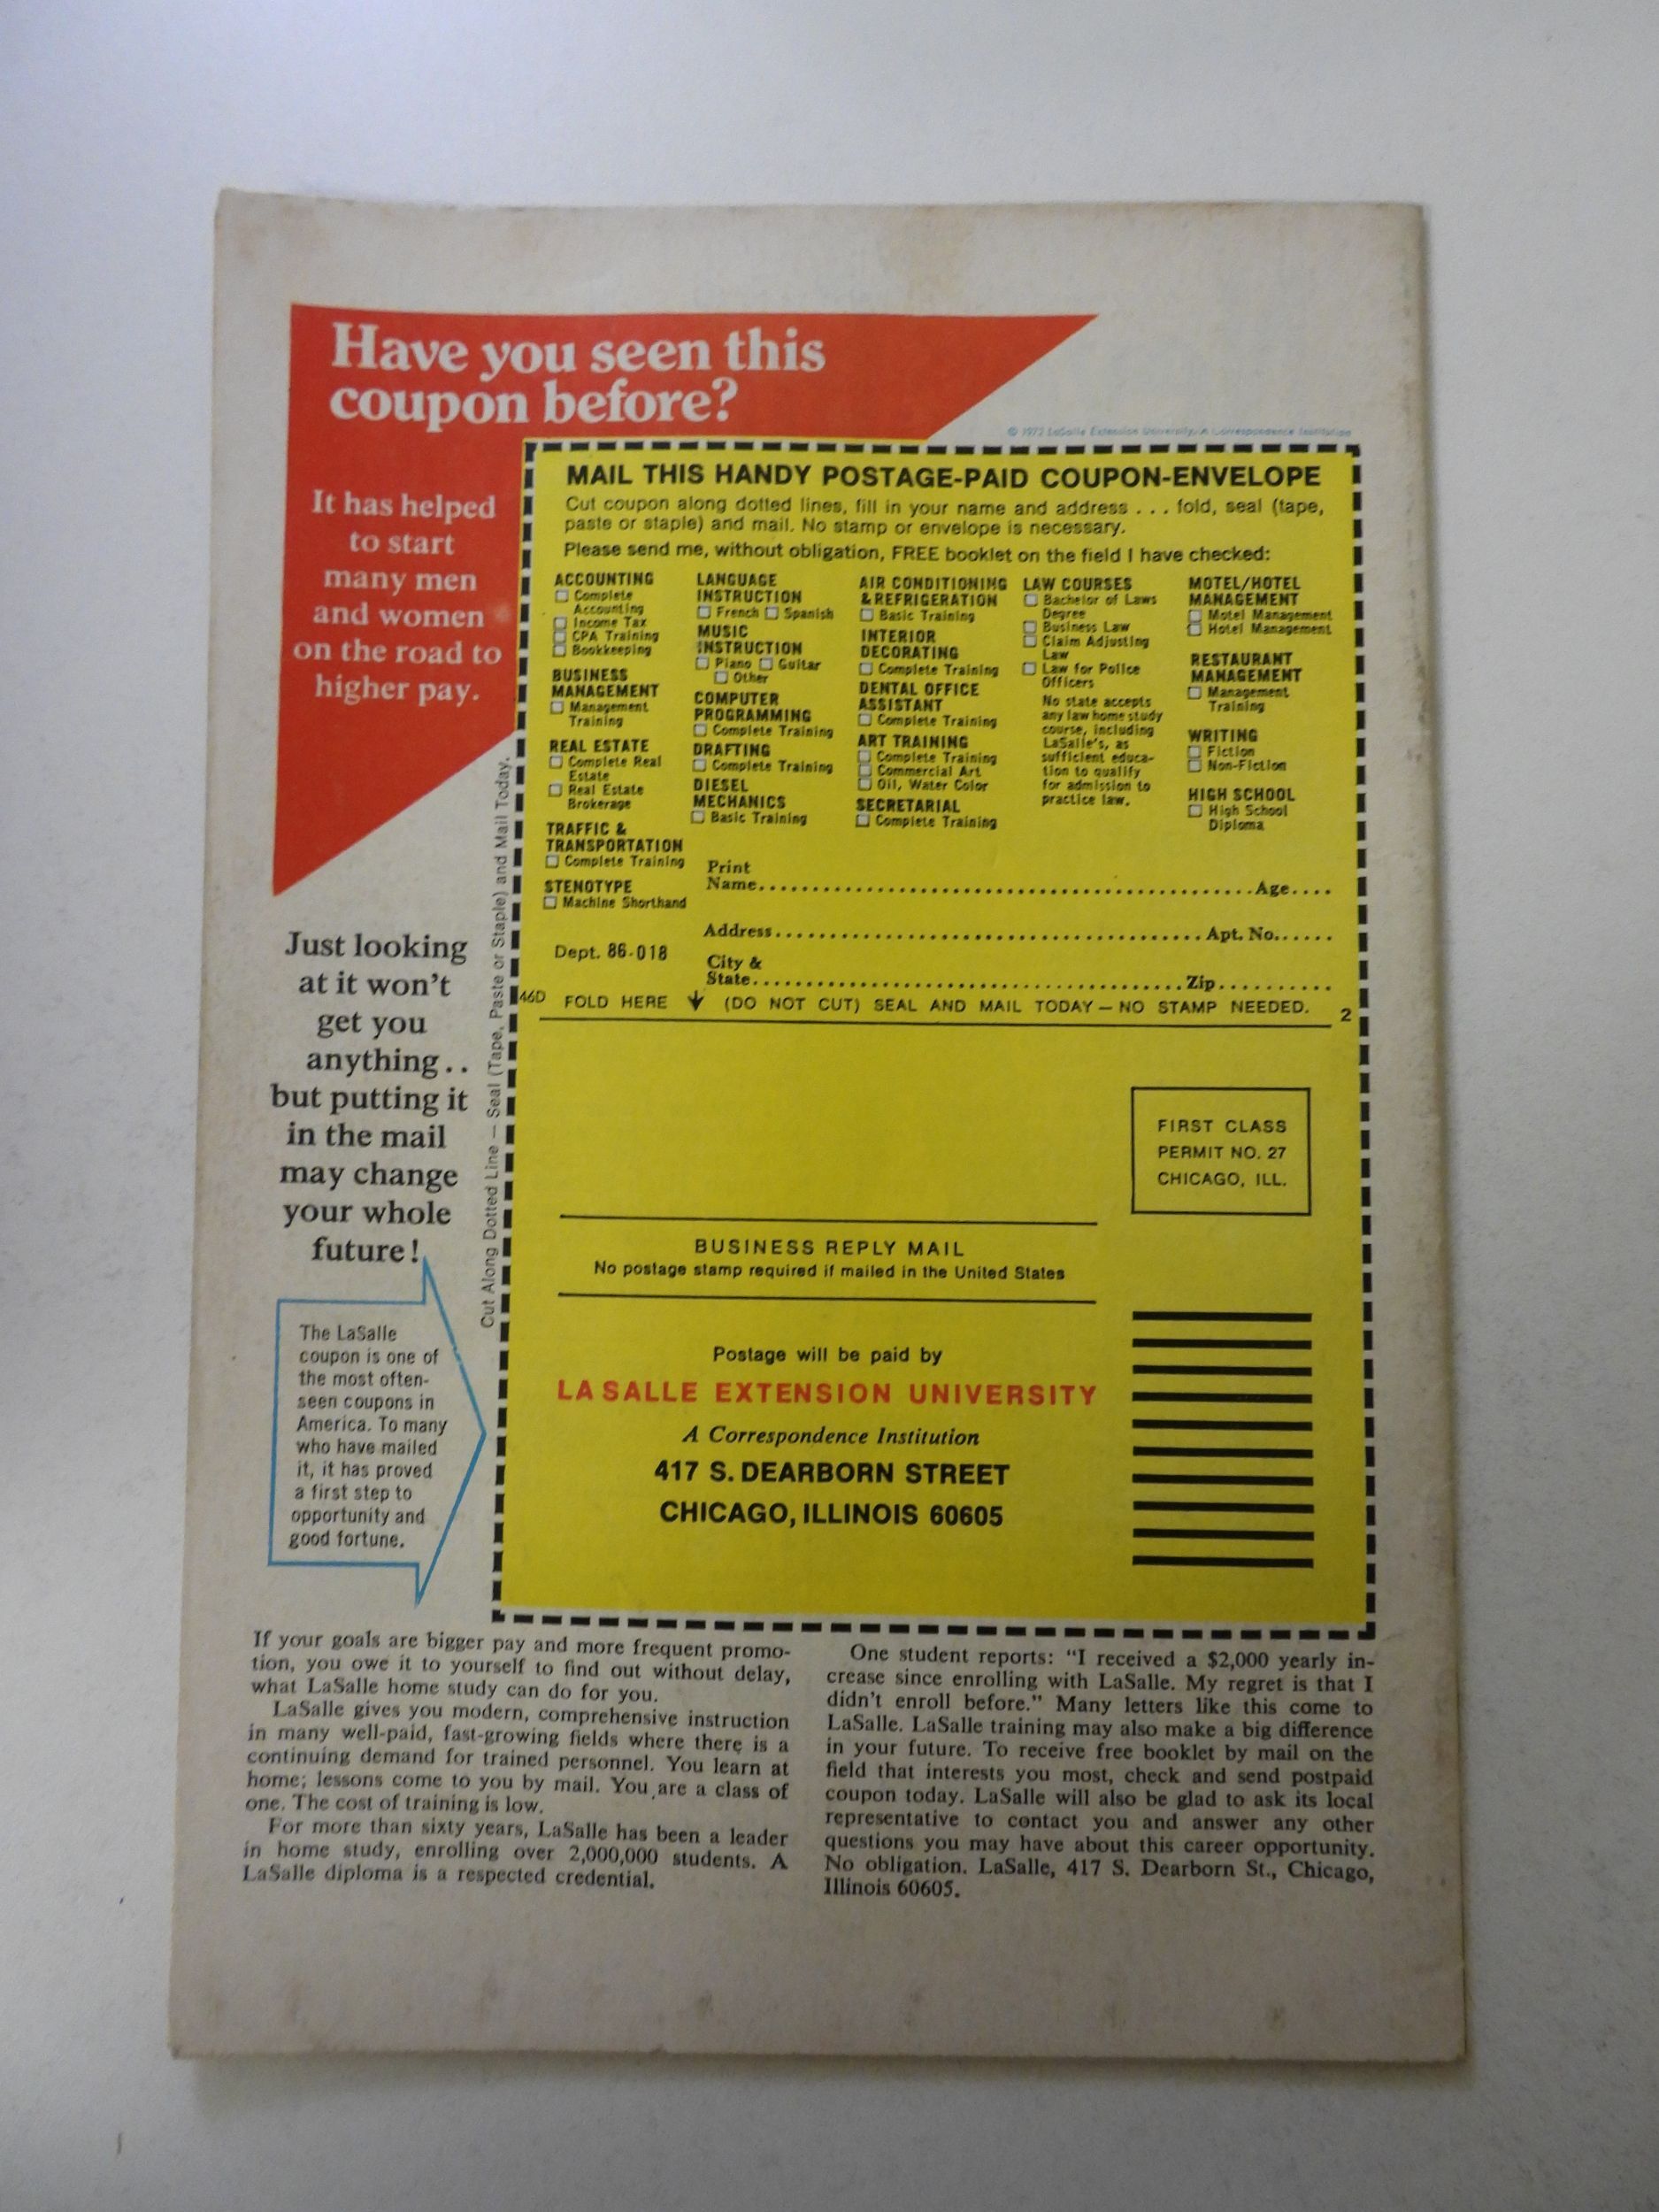 Have you seen this
coupon before?
It has helped
to start
many men
and women
on the road to
higher pay.
Just looking
at it won't
get you
anything..
but putting it
in the mail
may change
your whole
future!
The LaSalle
coupon is one of
the most often-
seen coupons in
America. To many
who have mailed
it, it has proved
a first step to
opportunity and
good fortune.
Cut Along Dotted Line — Seal (Tape, Paste or Staple) and Mail Today.
© 1972 LaSalle Extension University, A Correspondence Institution
MAIL THIS HANDY POSTAGE-PAID COUPON-ENVELOPE
Cut coupon along dotted lines, fill in your name and address . . . fold, seal (tape,
paste or staple) and mail. No stamp or envelope is necessary.
Please send me, without obligation, FREE booklet on the field I have checked:
ACCOUNTING
Complete
Accounting
Income Tax
CPA Training
Bookkeeping
BUSINESS
MANAGEMENT
Management
Training
REAL ESTATE
Complete Real
Estate
Real Estate
Brokerage
TRAFFIC &
TRANSPORTATION
Complete Training
STENOTYPE
Machine Shorthand
LANGUAGE
INSTRUCTION
French Spanish
MUSIC
INSTRUCTION
Piano Guitar
Other
COMPUTER
PROGRAMMING
Complete Training
DRAFTING
Complete Training
DIESEL
MECHANICS
Basic Training
AIR CONDITIONING
& REFRIGERATION
Basic Training
INTERIOR
DECORATING
Complete Training
DENTAL OFFICE
ASSISTANT
Complete Training
ART TRAINING
Complete Training
Commercial Art
Oil, Water Color
SECRETARIAL
Complete Training
LAW COURSES
Bachelor of Laws
Degree
Business Law
Claim Adjusting
Law
Law for Police
Officers
No state accepts
any law home study
course, including
LaSalle's, as
sufficient educa-
tion to qualify
for admission to
practice law.
MOTEL/HOTEL
MANAGEMENT
Motel Management
Hotel Management
RESTAURANT
MANAGEMENT
Management
Training
WRITING
Fiction
Non-Fiction
HIGH SCHOOL
High School
Diploma
Print
Name.......... Age....
Address.......... Apt. No......
Dept. 86-018
City &
State.......... Zip..........
46D FOLD HERE (DO NOT CUT) SEAL AND MAIL TODAY — NO STAMP NEEDED. 2
FIRST CLASS
PERMIT NO. 27
CHICAGO, ILL.
BUSINESS REPLY MAIL
No postage stamp required if mailed in the United States
Postage will be paid by
LA SALLE EXTENSION UNIVERSITY
A Correspondence Institution
417 S. DEARBORN STREET
CHICAGO, ILLINOIS 60605
If your goals are bigger pay and more frequent promo-
tion, you owe it to yourself to find out without delay,
what LaSalle home study can do for you.
LaSalle gives you modern, comprehensive instruction
in many well-paid, fast-growing fields where there is a
continuing demand for trained personnel. You learn at
home; lessons come to you by mail. You are a class of
one. The cost of training is low.
For more than sixty years, LaSalle has been a leader
in home study, enrolling over 2,000,000 students. A
LaSalle diploma is a respected credential.
One student reports: "I received a $2,000 yearly in-
crease since enrolling with LaSalle. My regret is that I
didn't enroll before." Many letters like this come to
LaSalle. LaSalle training may also make a big difference
in your future. To receive free booklet by mail on the
field that interests you most, check and send postpaid
coupon today. LaSalle will also be glad to ask its local
representative to contact you and answer any other
questions you may have about this career opportunity.
No obligation. LaSalle, 417 S. Dearborn St., Chicago,
Illinois 60605.